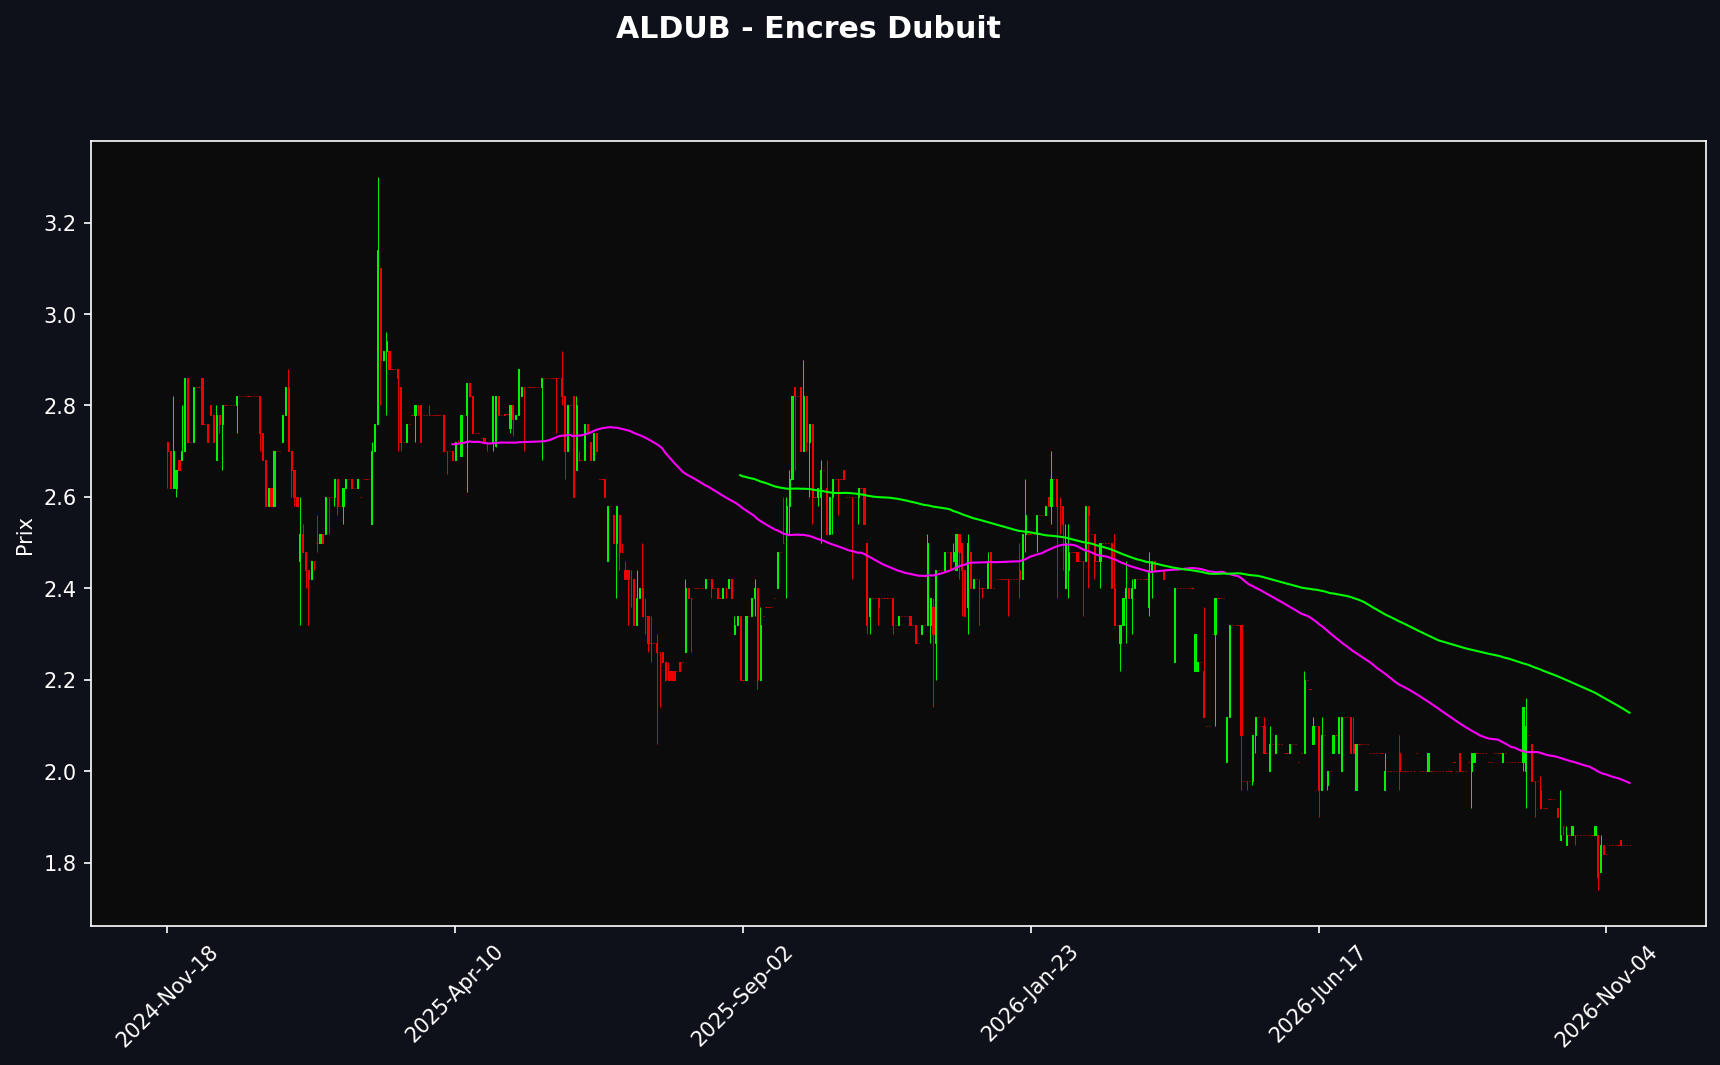 ALDUB - Encres Dubuit
Prix
3.2
3.0
2.8
2.6
2.4
2.2
2.0
1.8
2024-Nov-18
2025-Apr-10
2025-Sep-02
2026-Jan-23
2026-Jun-17
2026-Nov-04